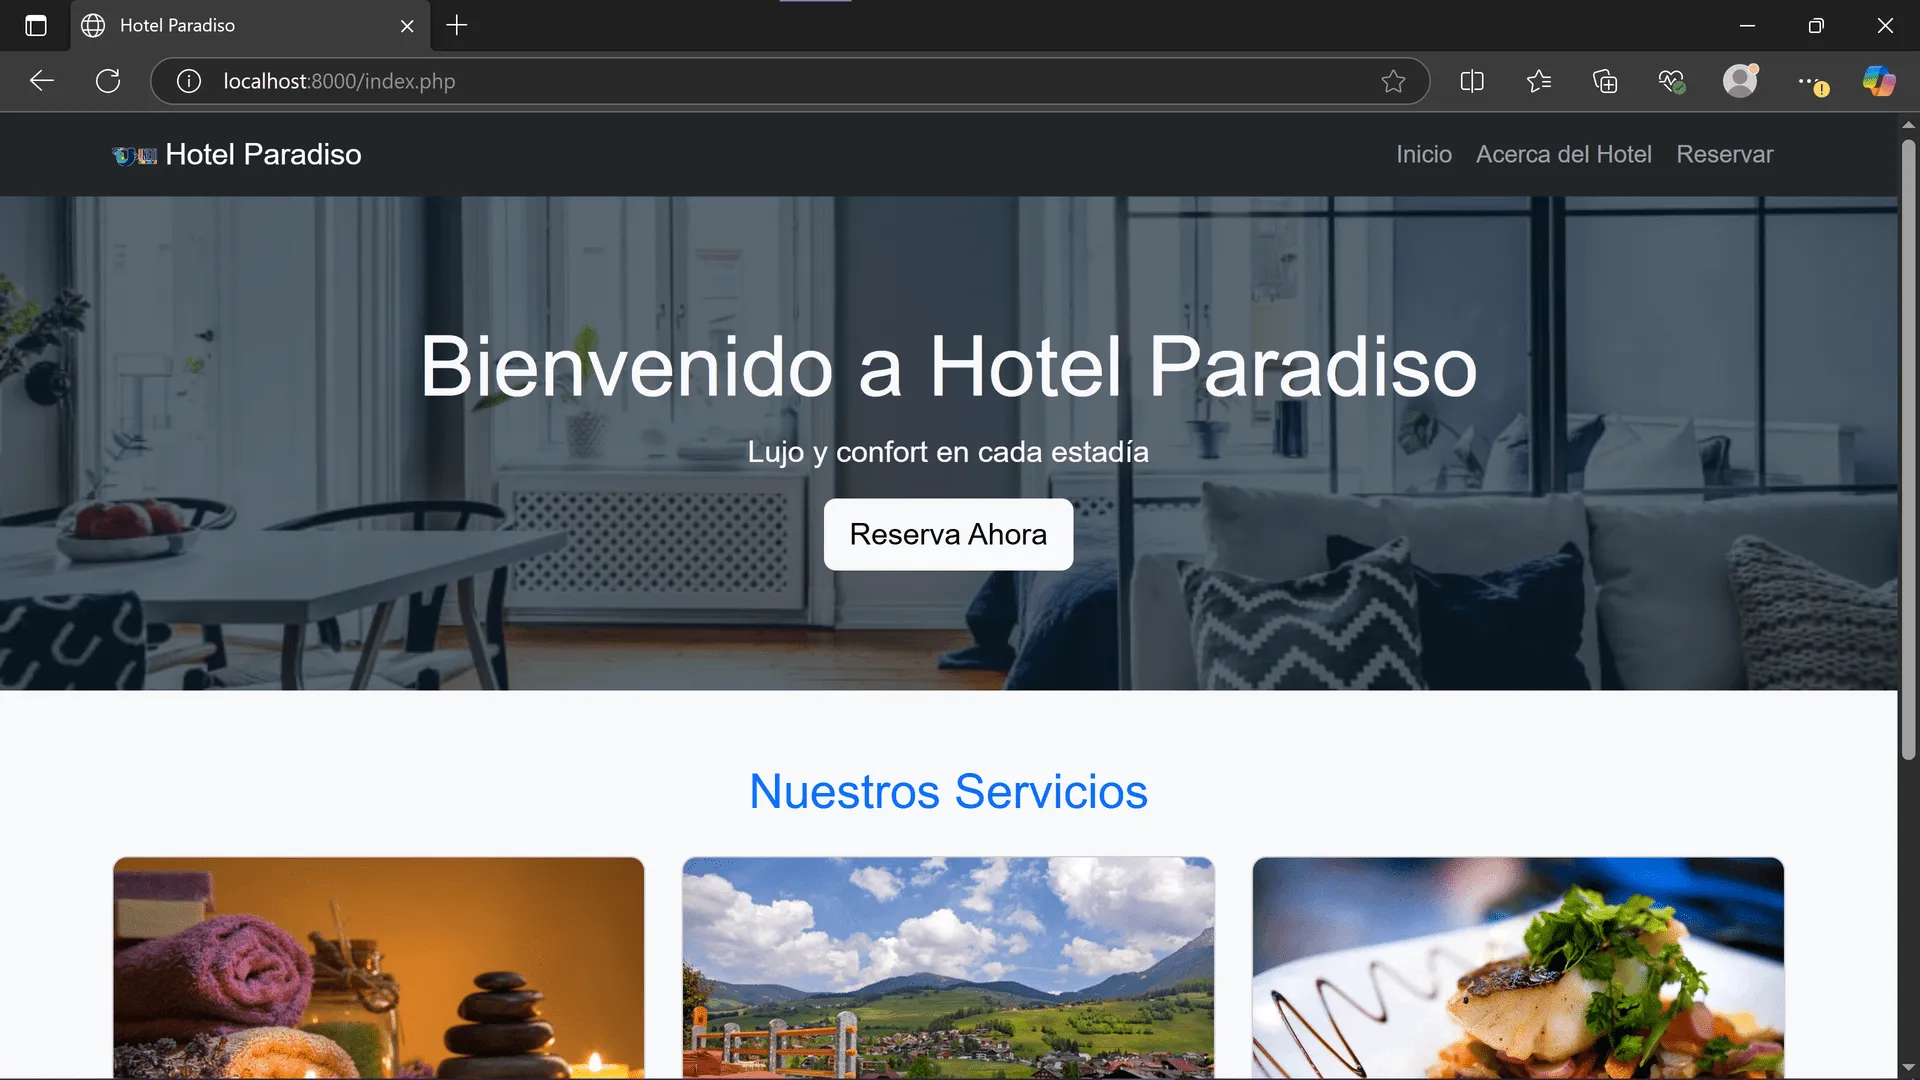 Hotel Paradiso
localhost:8000/index.php
Hotel Paradiso
Inicio Acerca del Hotel Reservar
Bienvenido a Hotel Paradiso
Lujo y confort en cada estadía
Reserva Ahora
Nuestros Servicios